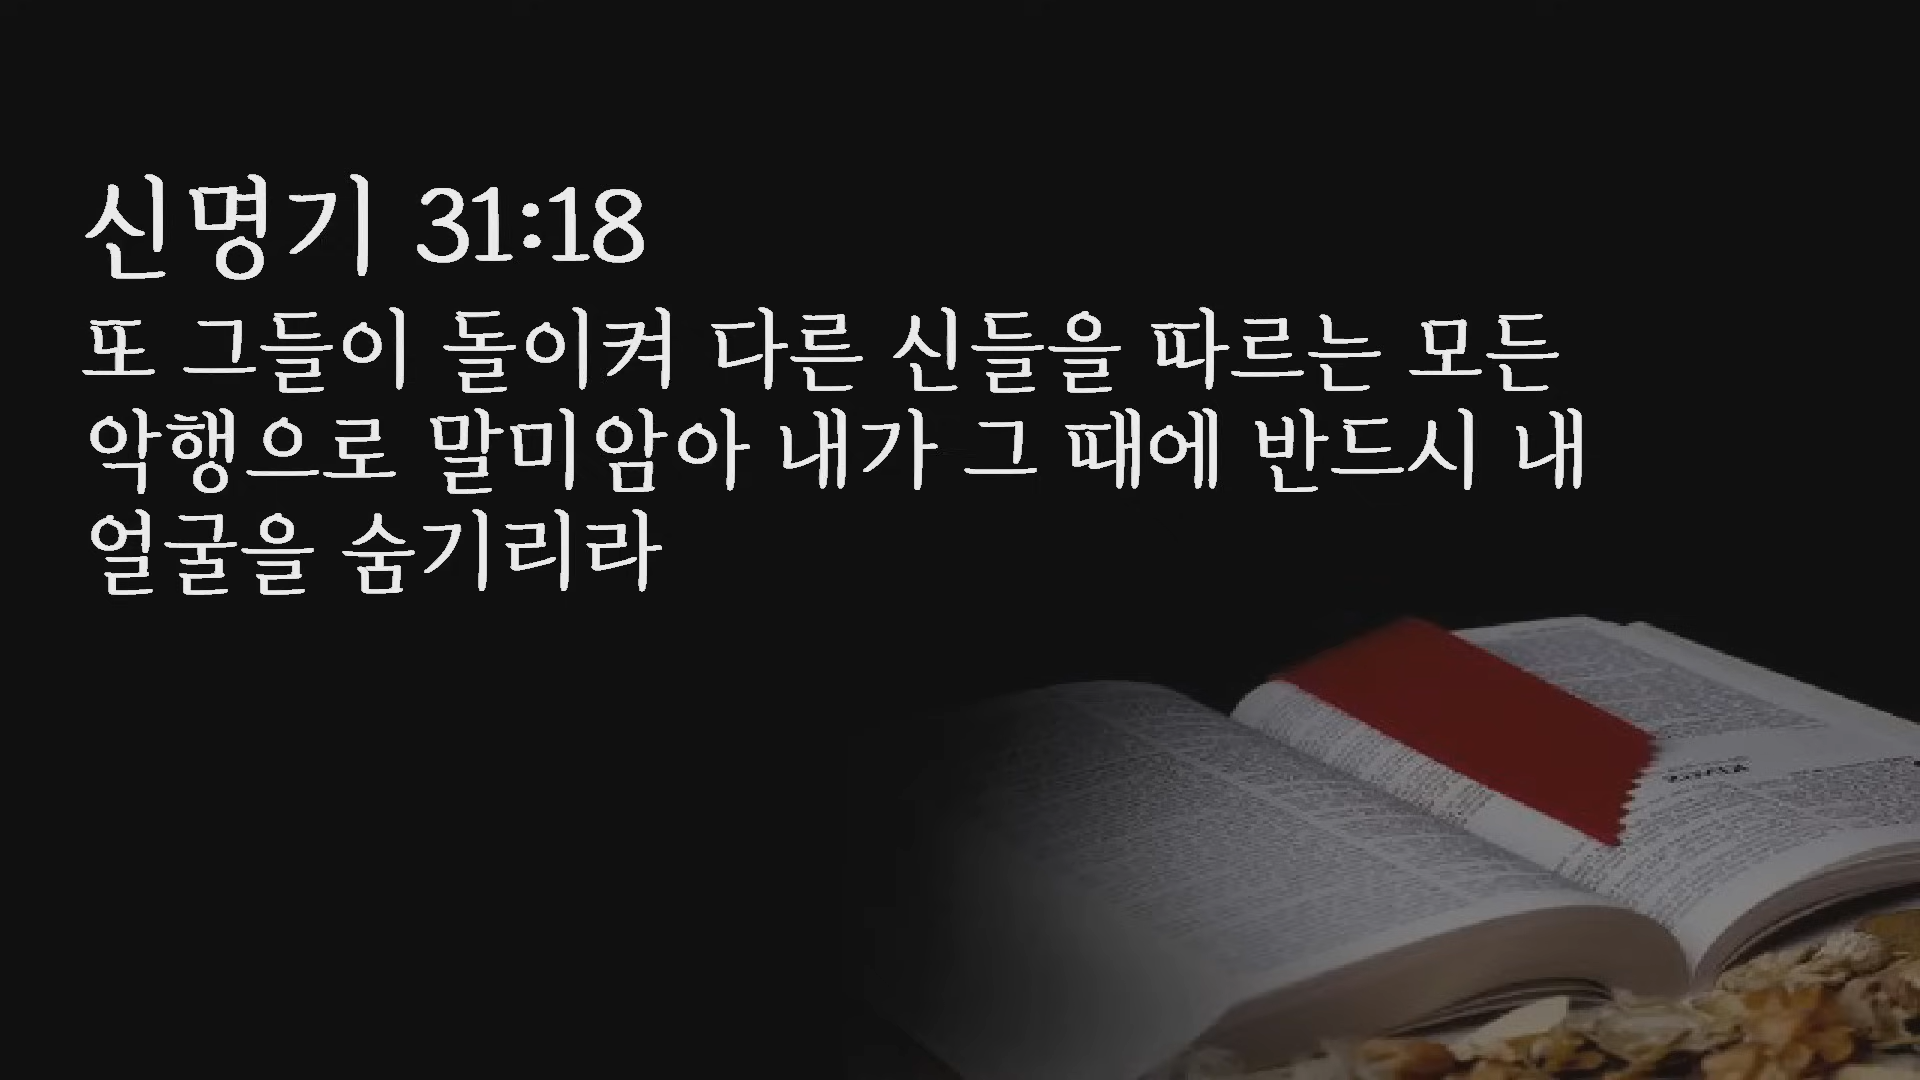 신명기 31:18
또 그들이 돌이켜 다른 신들을 따르는 모든
악행으로 말미암아 내가 그 때에 반드시 내
얼굴을 숨기리라